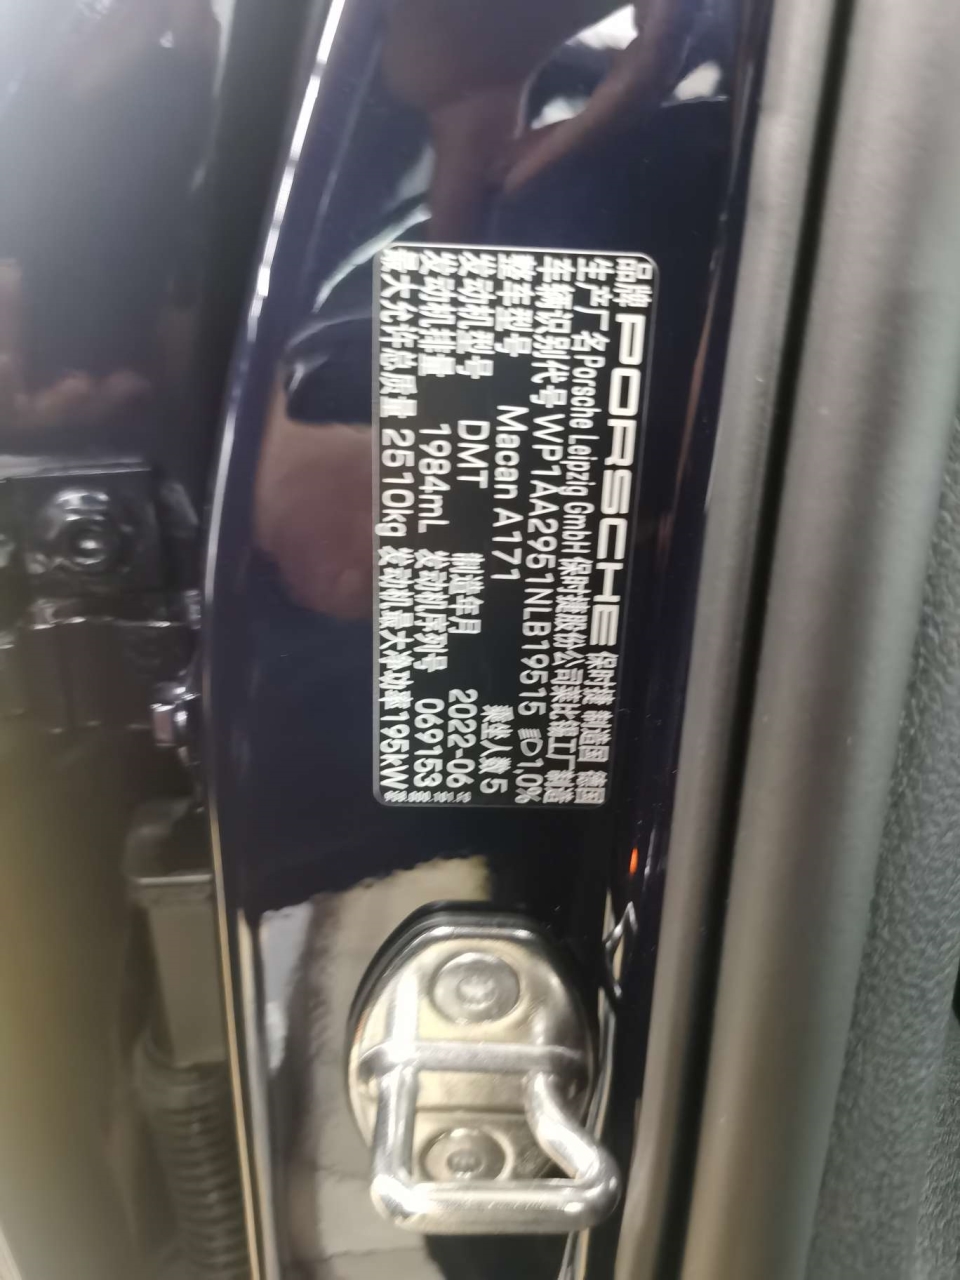 品牌 PORSCHE 保时捷 制造国 德国
生产厂名 Porsche Leipzig GmbH 保时捷股份公司莱比锡工厂制造
车辆识别代号 WP1AA2951NLB19515 1,0%
整车型号 Macan A171 乘坐人数 5
发动机型号 DMT 制造年月 2022-06
发动机排量 1984mL 发动机序列号 069153
最大允许总质量 2510kg 发动机最大净功率 195kW